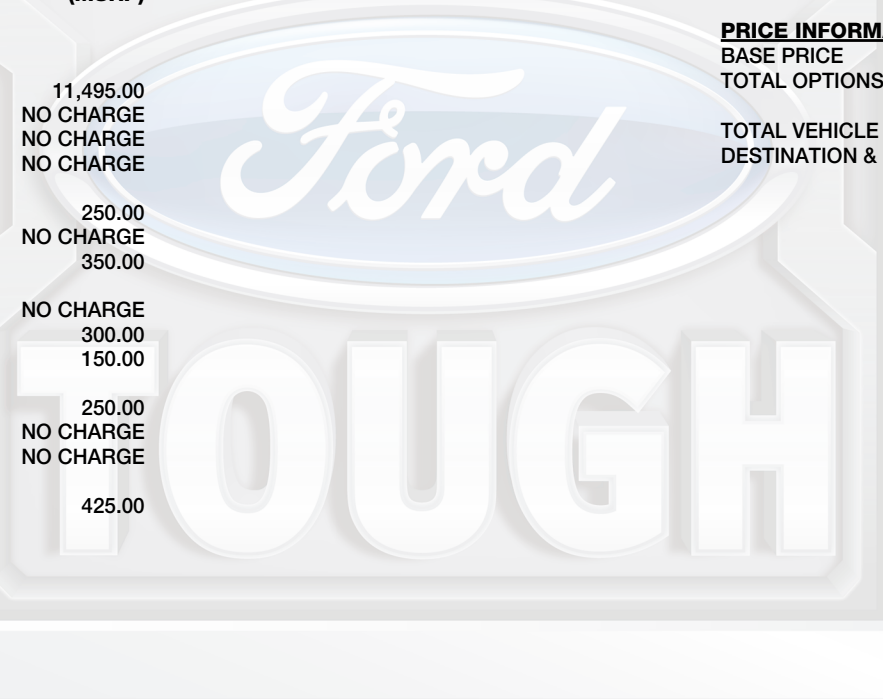 11,495.00
NO CHARGE
NO CHARGE
NO CHARGE
250.00
NO CHARGE
350.00
NO CHARGE
300.00
150.00
250.00
NO CHARGE
NO CHARGE
425.00
PRICE
BASE PRICE
TOTAL OPTIONS
TOTAL VEHICLE
DESTINATION &
Ford
TOUGH